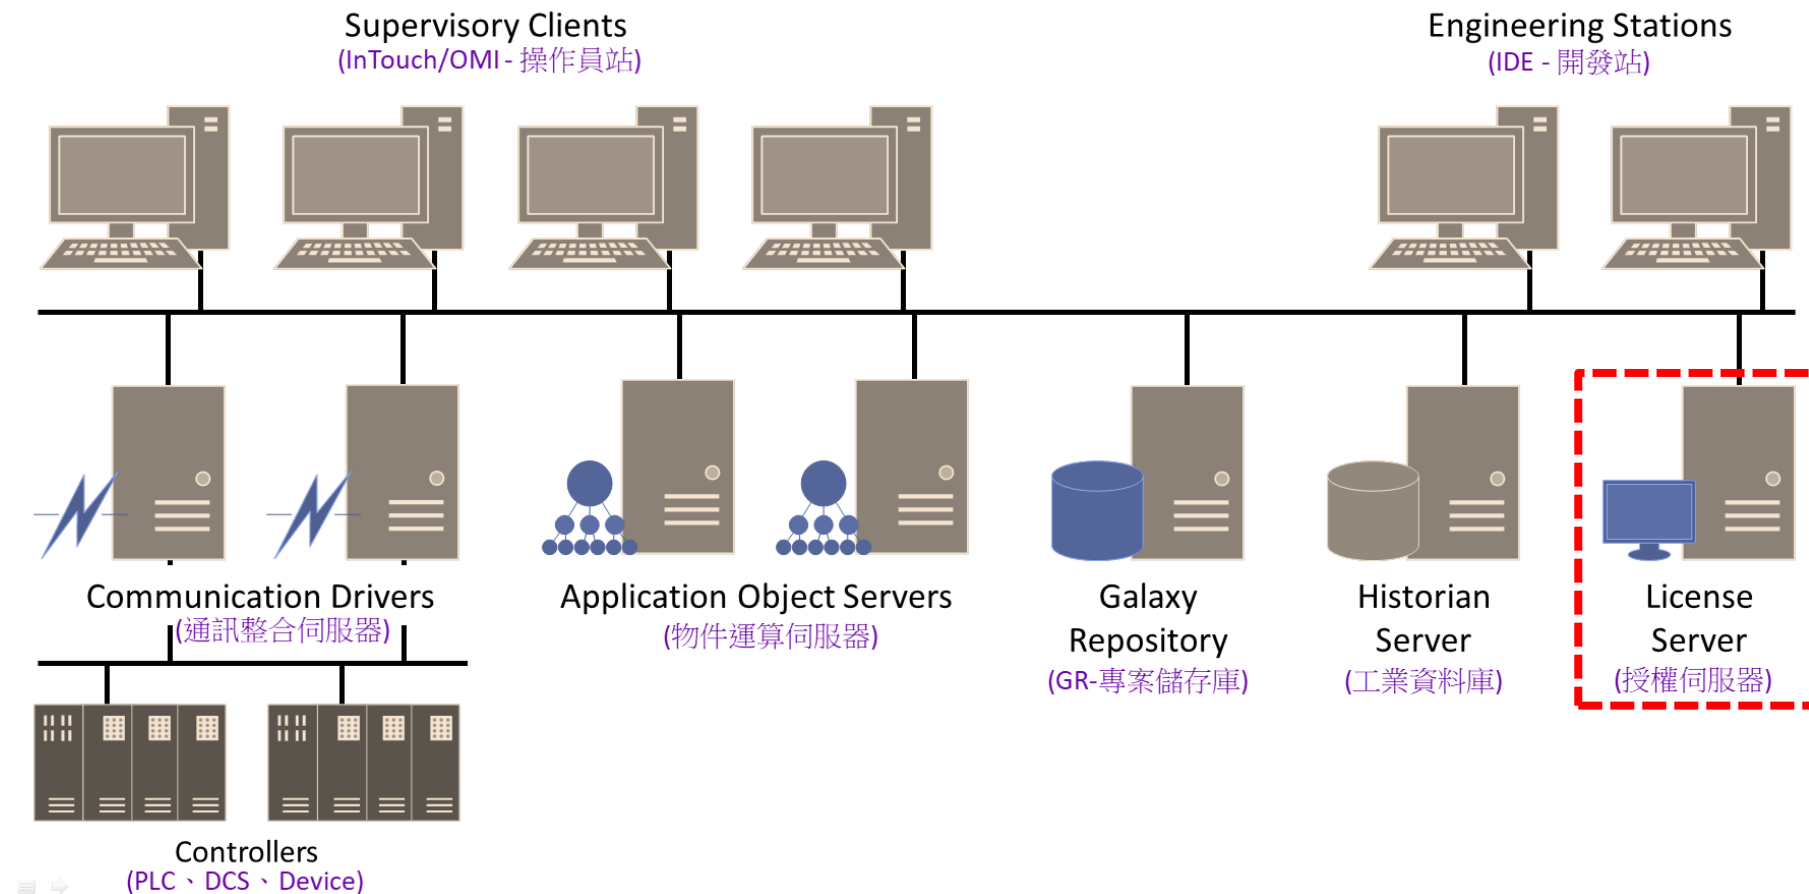 Supervisory Clients
(InTouch/OMI - 操作員站)
Engineering Stations
(IDE - 開發站)
Communication Drivers
(通訊整合伺服器)
Application Object Servers
(物件運算伺服器)
Galaxy
Repository
(GR-專案儲存庫)
Historian
Server
(工業資料庫)
License
Server
(授權伺服器)
Controllers
(PLC、DCS、Device)